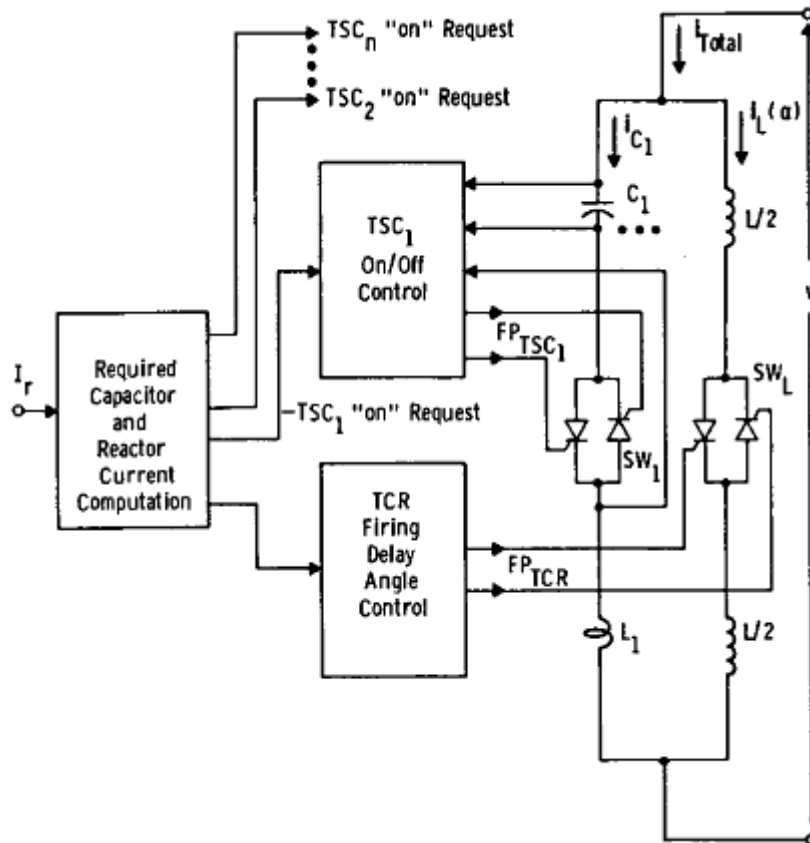 TSCn "on" Request
iTotal
TSC2 "on" Request
iC1
iL(α)
C1
L/2
TSC1
On/Off
Control
FPTSC1
Required
Capacitor
and
Reactor
Current
Computation
Ir
TSC1 "on" Request
SWL
SW1
TCR
Firing
Delay
Angle
Control
FPTCR
L1
L/2